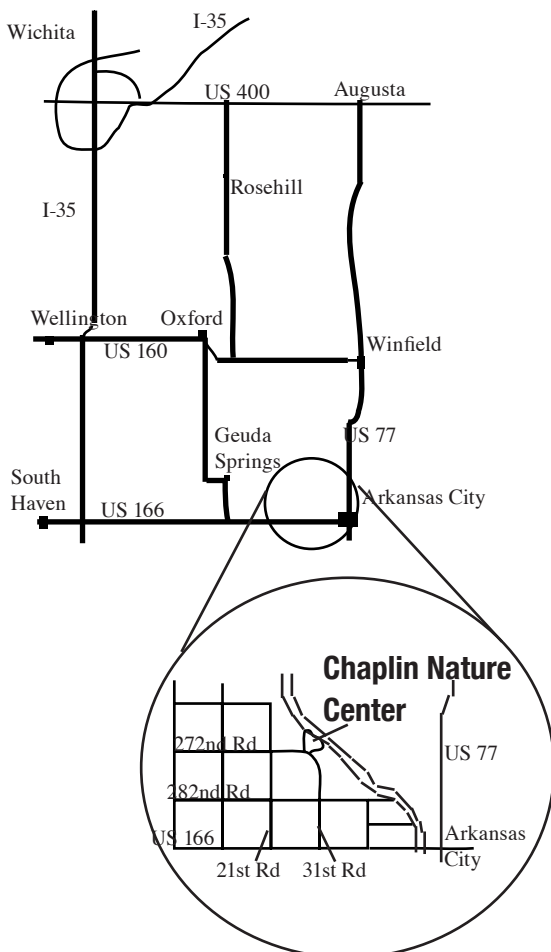 I-35
Wichita
US 400
Augusta
Rosehill
I-35
Wellington
Oxford
US 160
Winfield
Geuda
Springs
US 77
South
Haven
US 166
Arkansas City
Chaplin Nature
Center
272nd Rd
US 77
282nd Rd
US 166
Arkansas
City
21st Rd
31st Rd